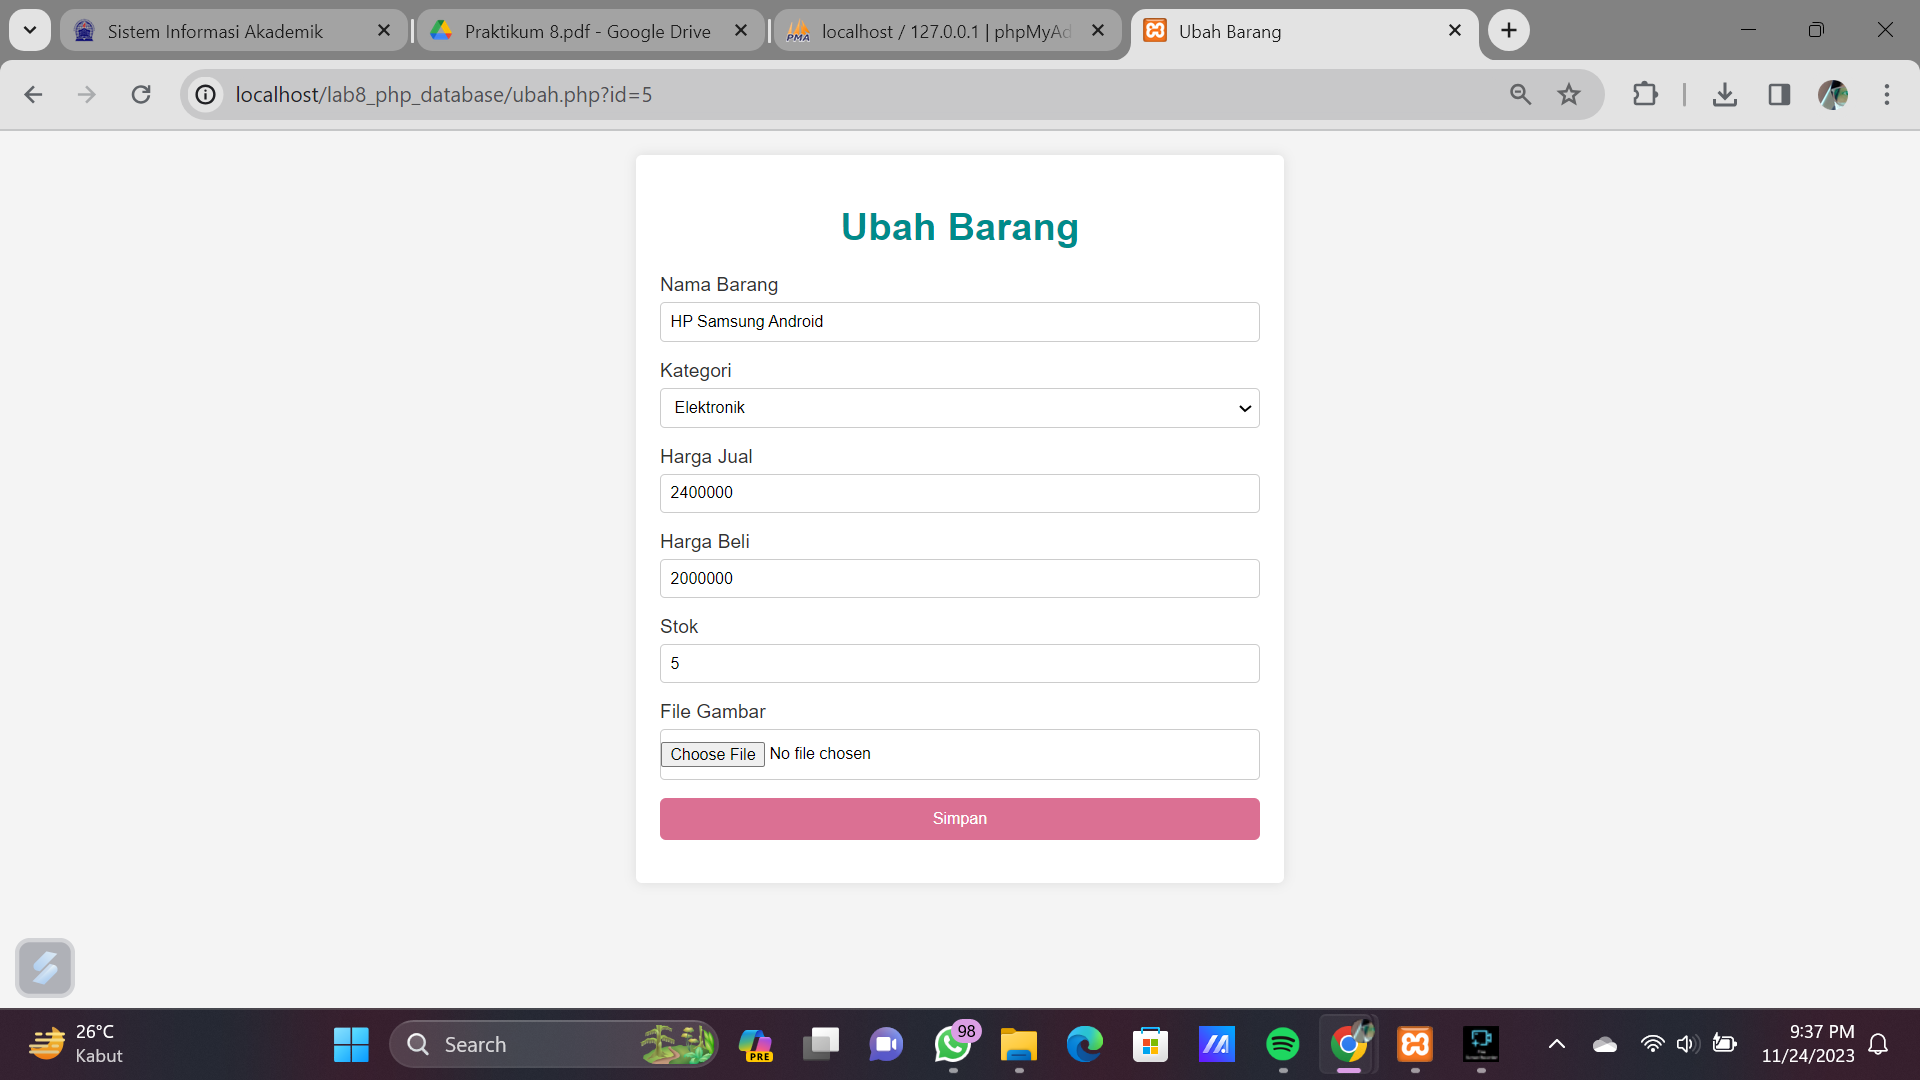 Sistem Informasi Akademik
Praktikum 8.pdf - Google Drive
localhost / 127.0.0.1 | phpMyAd
Ubah Barang
localhost/lab8_php_database/ubah.php?id=5
Ubah Barang
Nama Barang
HP Samsung Android
Kategori
Elektronik
Harga Jual
2400000
Harga Beli
2000000
Stok
5
File Gambar
Choose File No file chosen
Simpan
26°C
Kabut
Search
PRE
98
9:37 PM
11/24/2023